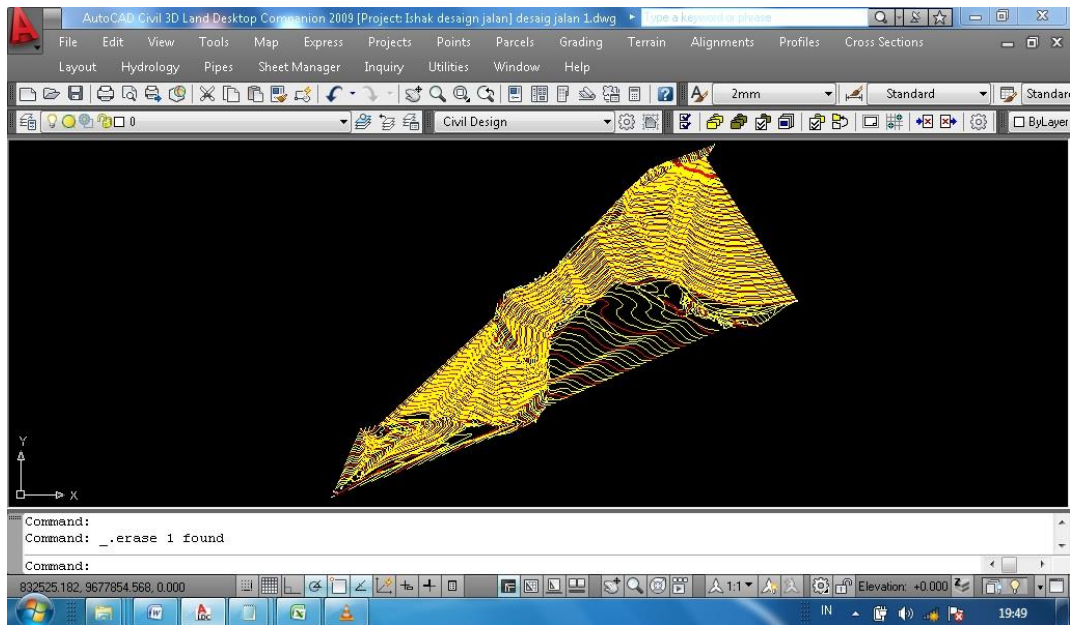 AutoCAD Civil 3D Land Desktop Companion 2009 [Project: Ishak desaign jalan] desaig jalan 1.dwg Type a keyword or phrase
File Edit View Tools Map Express Projects Points Parcels Grading Terrain Alignments Profiles Cross Sections
Layout Hydrology Pipes Sheet Manager Inquiry Utilities Window Help
2mm Standard Standar
0 Civil Design ByLayer
Y
X
Command:
Command: _.erase 1 found
Command:
832525.182, 9677854.568, 0.000 1:1 Elevation: +0.000
IN 19:49